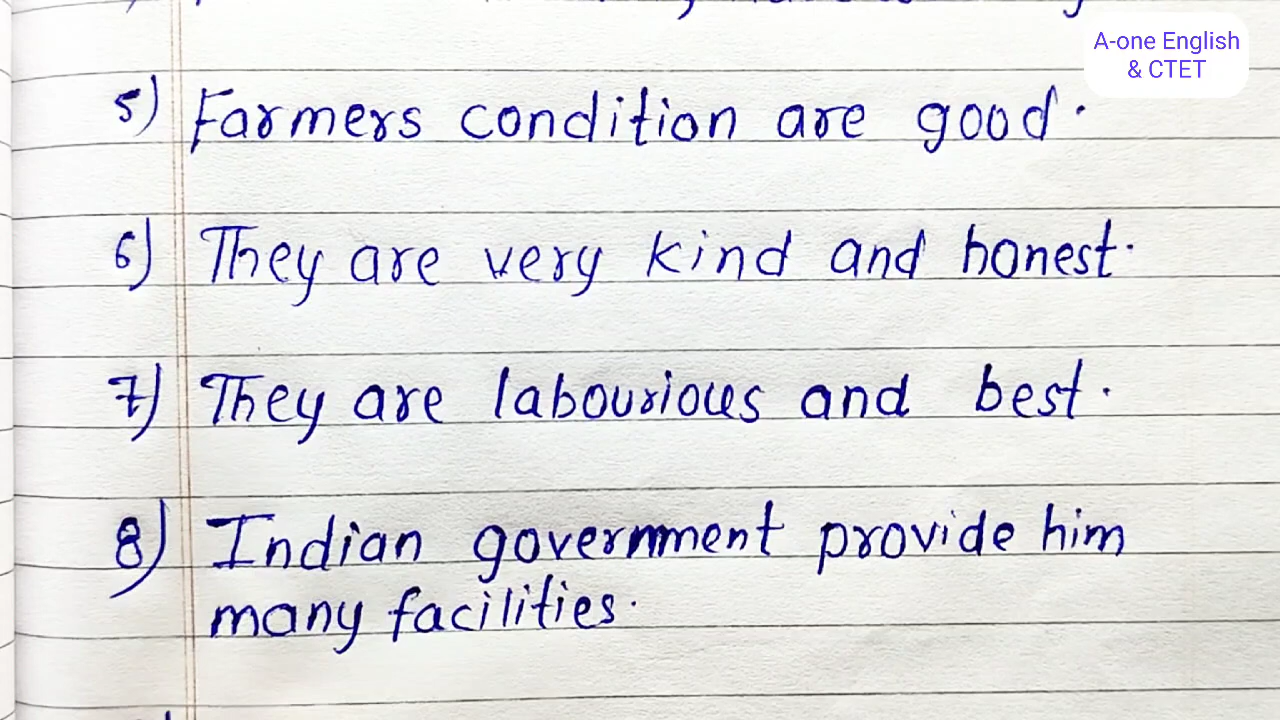 A-one English
& CTET
5) Farmers condition are good.
6) They are very kind and honest.
7) They are labourious and best.
8) Indian government provide him
many facilities.